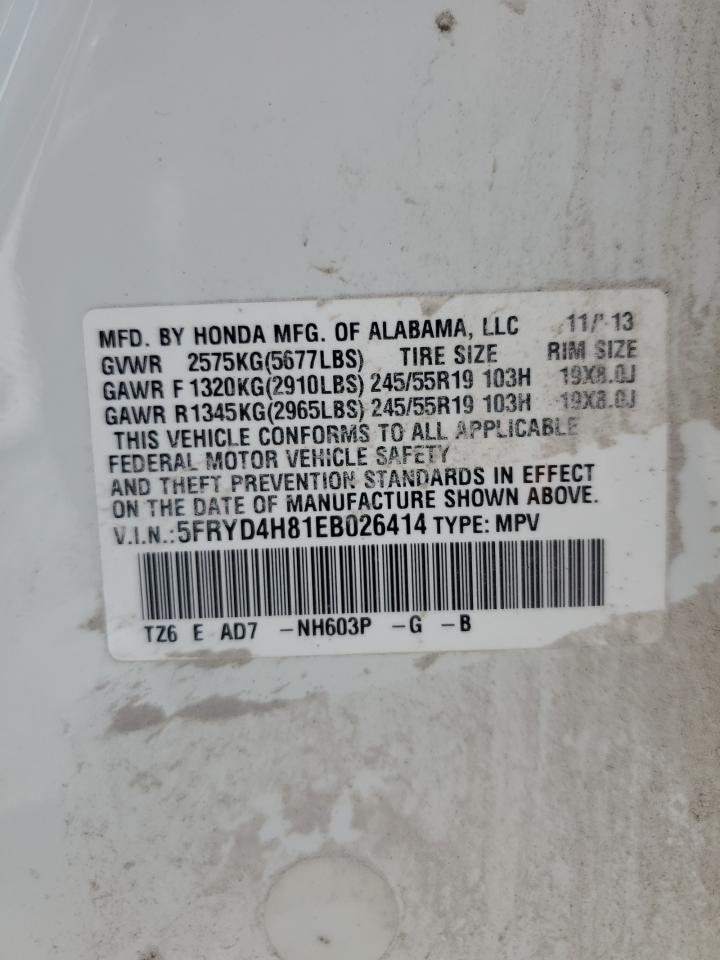 MFD. BY HONDA MFG. OF ALABAMA, LLC 11/13
GVWR 2575KG(5677LBS) TIRE SIZE RIM SIZE
GAWR F 1320KG(2910LBS) 245/55R19 103H 19X8.0J
GAWR R1345KG(2965LBS) 245/55R19 103H 19X8.0J
THIS VEHICLE CONFORMS TO ALL APPLICABLE
FEDERAL MOTOR VEHICLE SAFETY
AND THEFT PREVENTION STANDARDS IN EFFECT
ON THE DATE OF MANUFACTURE SHOWN ABOVE.
V.I.N.:5FRYD4H81EB026414 TYPE: MPV
TZ6 E AD7 -NH603P -G -B